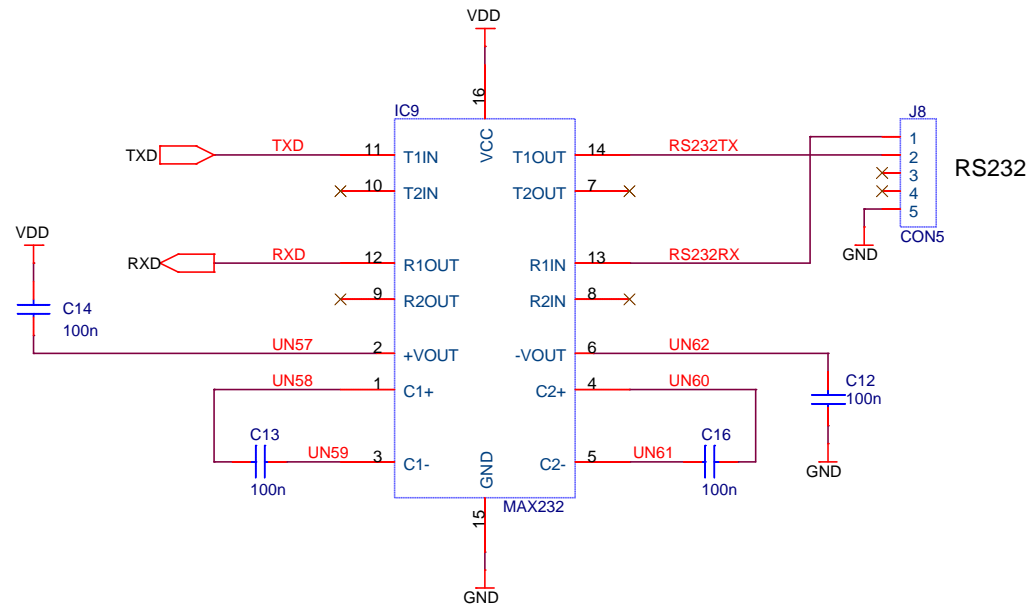 VDD
IC9
16
VCC
J8
TXD
TXD
11
T1IN
T1OUT
14
RS232TX
1
2
3
4
5
RS232
CON5
GND
10
T2IN
T2OUT
7
VDD
RXD
RXD
12
R1OUT
R1IN
13
RS232RX
9
R2OUT
R2IN
8
C14
100n
UN57
2
+VOUT
-VOUT
6
UN62
UN58
1
C1+
C2+
4
UN60
C12
100n
C13
100n
UN59
3
C1-
C2-
5
UN61
C16
100n
GND
GND
15
MAX232
GND